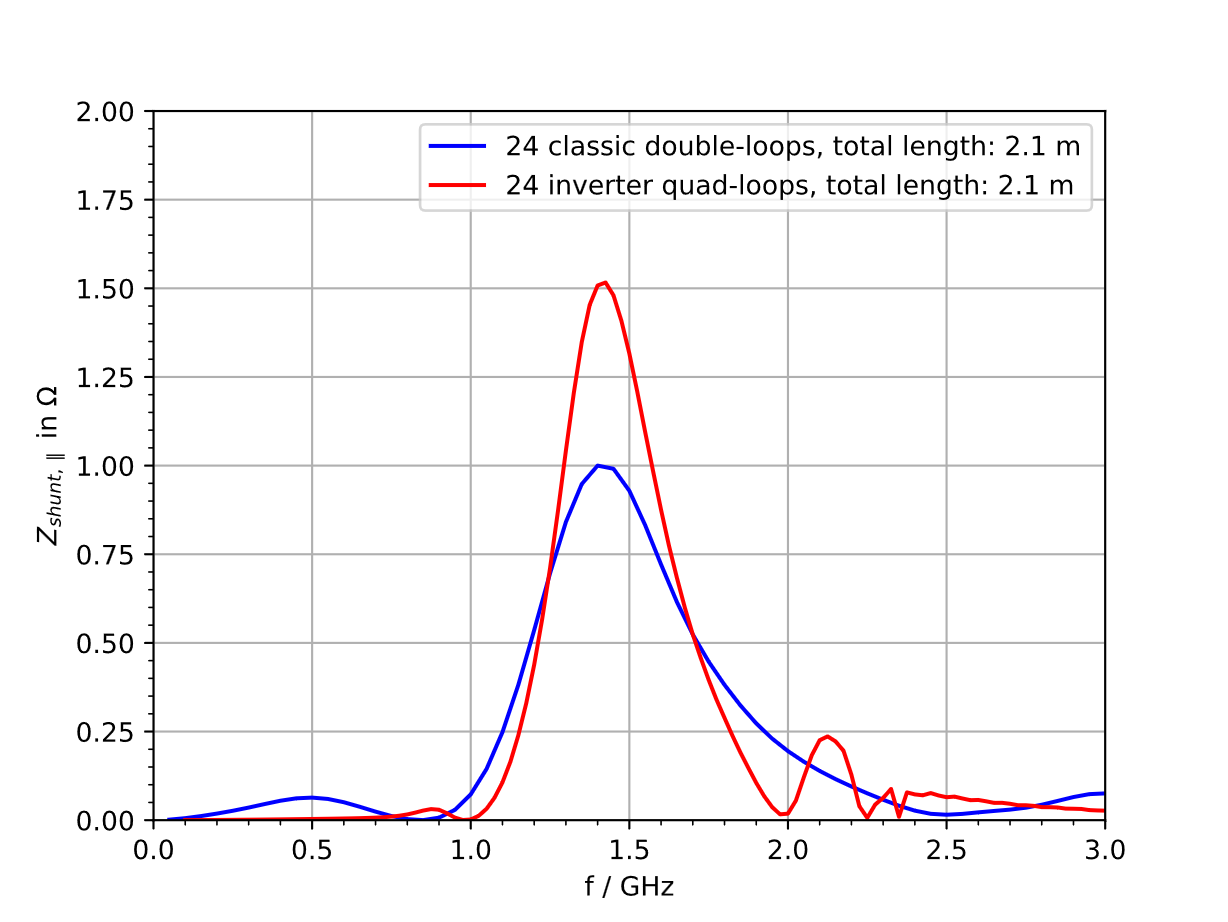 24 classic double-loops, total length: 2.1 m
24 inverter quad-loops, total length: 2.1 m
2.00
1.75
1.50
1.25
1.00
0.75
0.50
0.25
0.00
Z_{shunt, ∥} in Ω
0.0 0.5 1.0 1.5 2.0 2.5 3.0
f / GHz